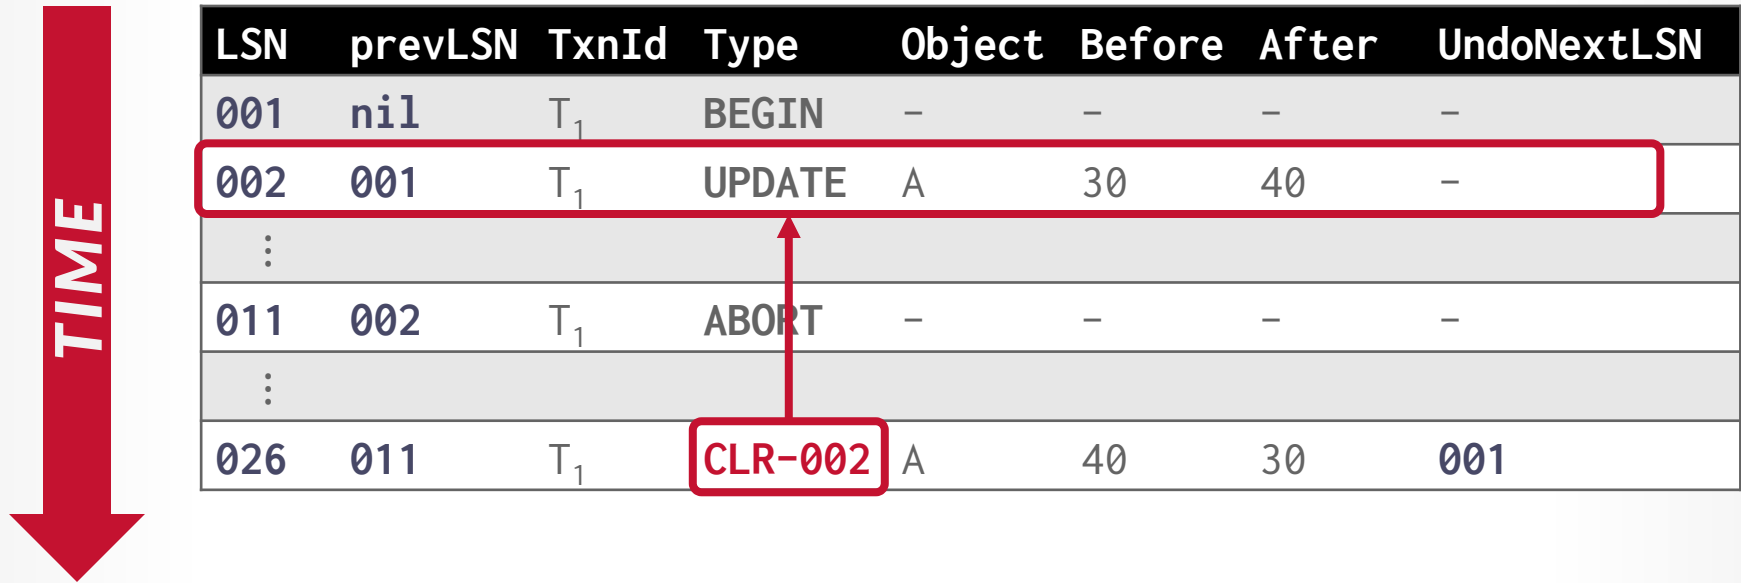 TIME
LSN prevLSN TxnId Type Object Before After UndoNextLSN
001 nil T1 BEGIN - - - -
002 001 T1 UPDATE A 30 40 -
⋮
011 002 T1 ABORT - - - -
⋮
026 011 T1 CLR-002 A 40 30 001